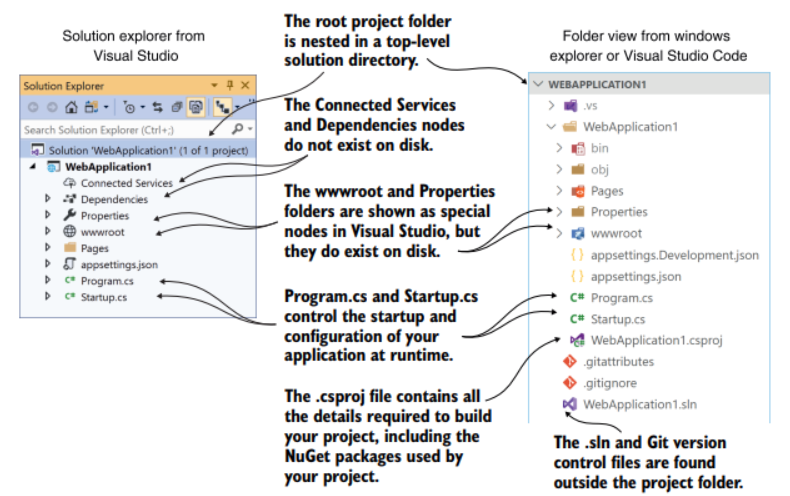 Solution explorer from
Visual Studio
The root project folder
is nested in a top-level
solution directory.
Folder view from windows
explorer or Visual Studio Code
Solution Explorer
Search Solution Explorer (Ctrl+;)
Solution 'WebApplication1' (1 of 1 project)
WebApplication1
Connected Services
Dependencies
Properties
wwwroot
Pages
appsettings.json
C# Program.cs
C# Startup.cs
The Connected Services
and Dependencies nodes
do not exist on disk.
The wwwroot and Properties
folders are shown as special
nodes in Visual Studio, but
they do exist on disk.
Program.cs and Startup.cs
control the startup and
configuration of your
application at runtime.
The .csproj file contains all
the details required to build
your project, including the
NuGet packages used by
your project.
WEBAPPLICATION1
.vs
WebApplication1
bin
obj
Pages
Properties
wwwroot
{} appsettings.Development.json
{} appsettings.json
C# Program.cs
C# Startup.cs
WebApplication1.csproj
.gitattributes
.gitignore
WebApplication1.sln
The .sln and Git version
control files are found
outside the project folder.